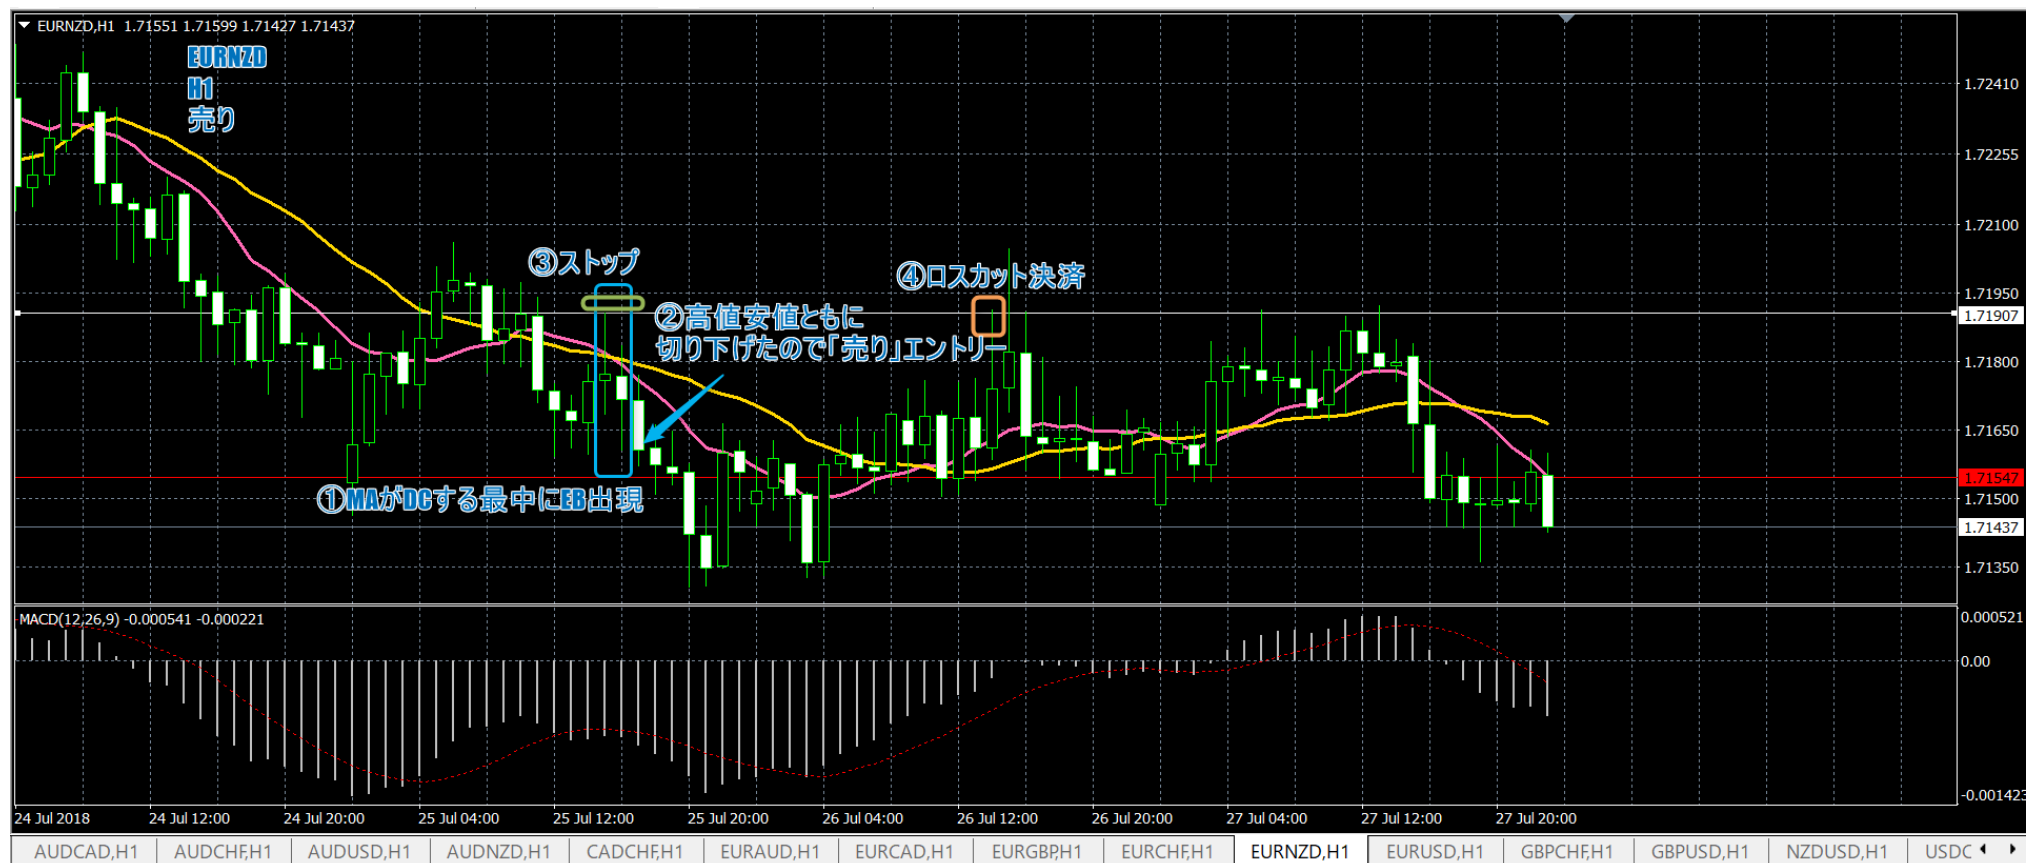 EURNZD,H1 1.71551 1.71599 1.71427 1.71437
EURNZD
H1
売り
③ストップ
②高値安値ともに
切り下げたので「売り」エントリー
④ロスカット決済
①MAがDCする最中にEB出現
1.72410
1.72255
1.72100
1.71950
1.71907
1.71800
1.71650
1.71547
1.71500
1.71437
1.71350
MACD(12,26,9) -0.000541 -0.000221
0.000521
0.00
-0.001423
24 Jul 2018
24 Jul 12:00
24 Jul 20:00
25 Jul 04:00
25 Jul 12:00
25 Jul 20:00
26 Jul 04:00
26 Jul 12:00
26 Jul 20:00
27 Jul 04:00
27 Jul 12:00
27 Jul 20:00
AUDCAD,H1
AUDCHF,H1
AUDUSD,H1
AUDNZD,H1
CADCHF,H1
EURAUD,H1
EURCAD,H1
EURGBP,H1
EURCHF,H1
EURNZD,H1
EURUSD,H1
GBPCHF,H1
GBPUSD,H1
NZDUSD,H1
USDC